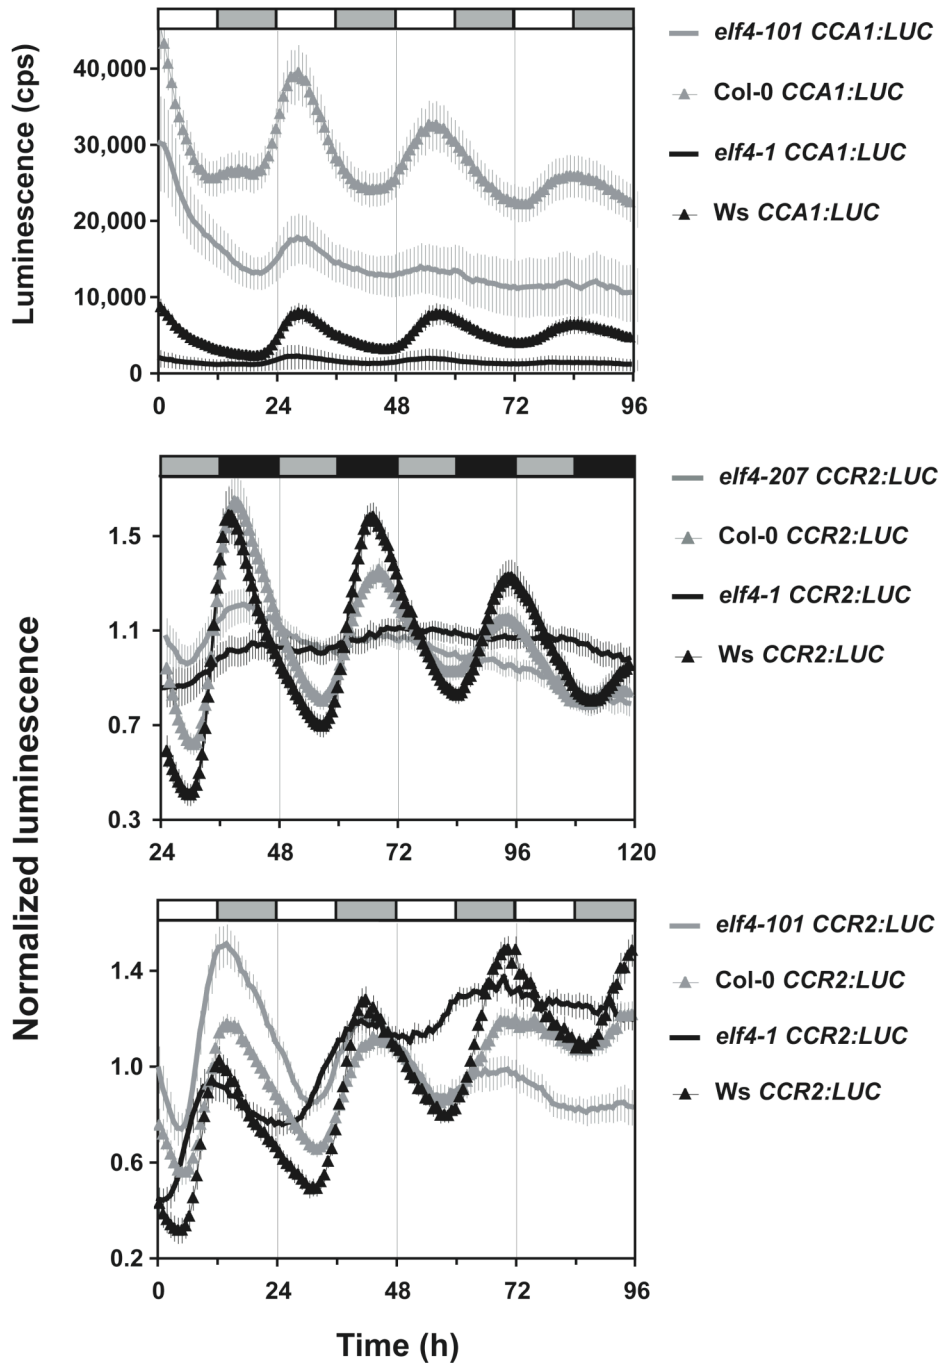 Luminescence (cps)
40,000
30,000
20,000
10,000
0
0 24 48 72 96
elf4-101 CCA1:LUC
Col-0 CCA1:LUC
elf4-1 CCA1:LUC
Ws CCA1:LUC
Normalized luminescence
1.5
1.1
0.7
0.3
24 48 72 96 120
elf4-207 CCR2:LUC
Col-0 CCR2:LUC
elf4-1 CCR2:LUC
Ws CCR2:LUC
1.4
1.0
0.6
0.2
0 24 48 72 96
elf4-101 CCR2:LUC
Col-0 CCR2:LUC
elf4-1 CCR2:LUC
Ws CCR2:LUC
Time (h)